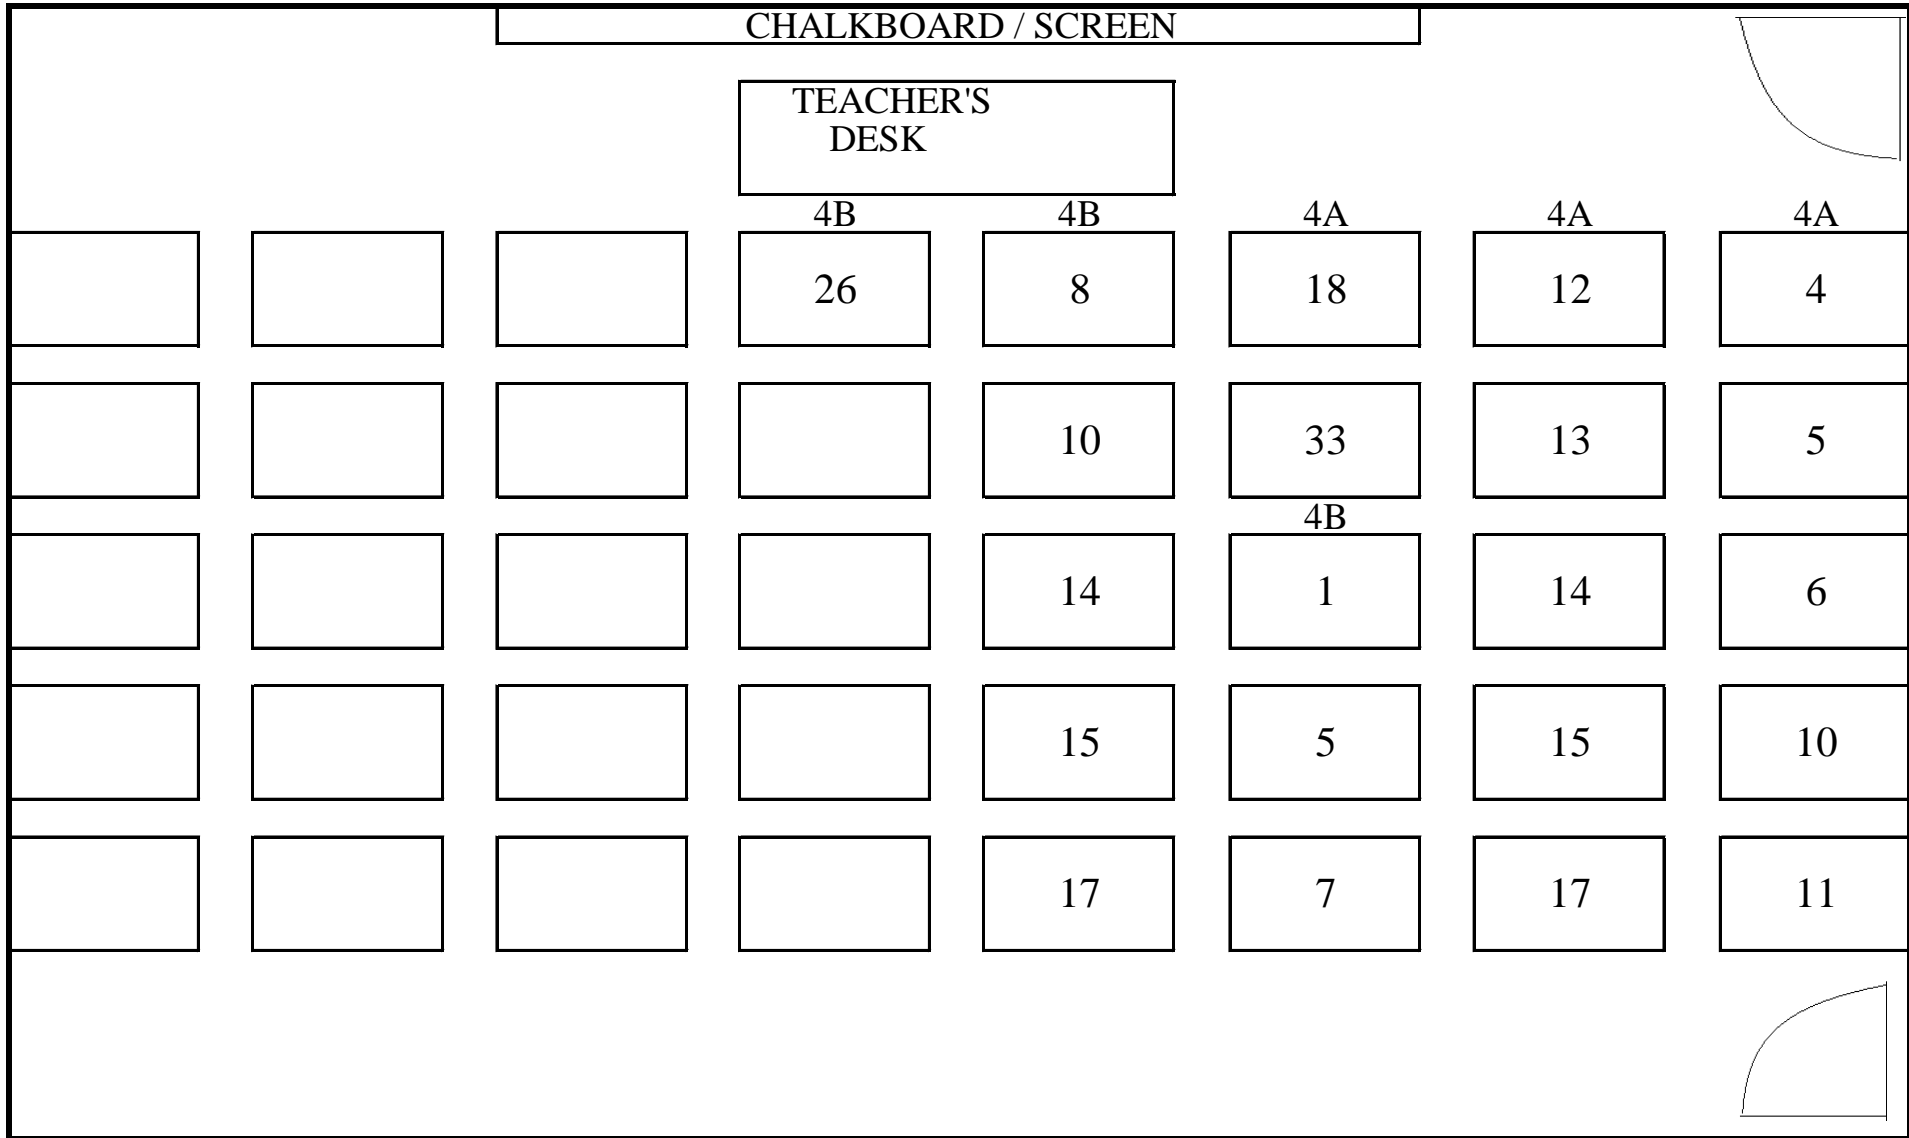 CHALKBOARD / SCREEN
TEACHER'S
DESK
4B 4B 4A 4A 4A
26 8 18 12 4
10 33 13 5
4B
14 1 14 6
15 5 15 10
17 7 17 11